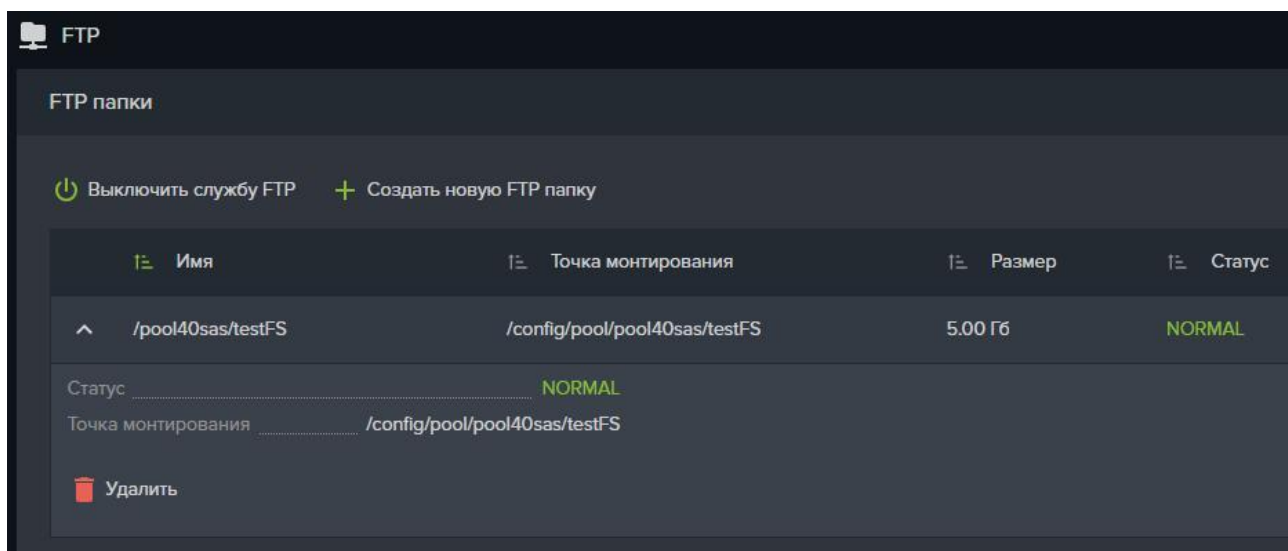 FTP
FTP папки
Выключить службу FTP Создать новую FTP папку
Имя Точка монтирования Размер Статус
/pool40sas/testFS /config/pool/pool40sas/testFS 5.00 Гб NORMAL
Статус NORMAL
Точка монтирования /config/pool/pool40sas/testFS
Удалить